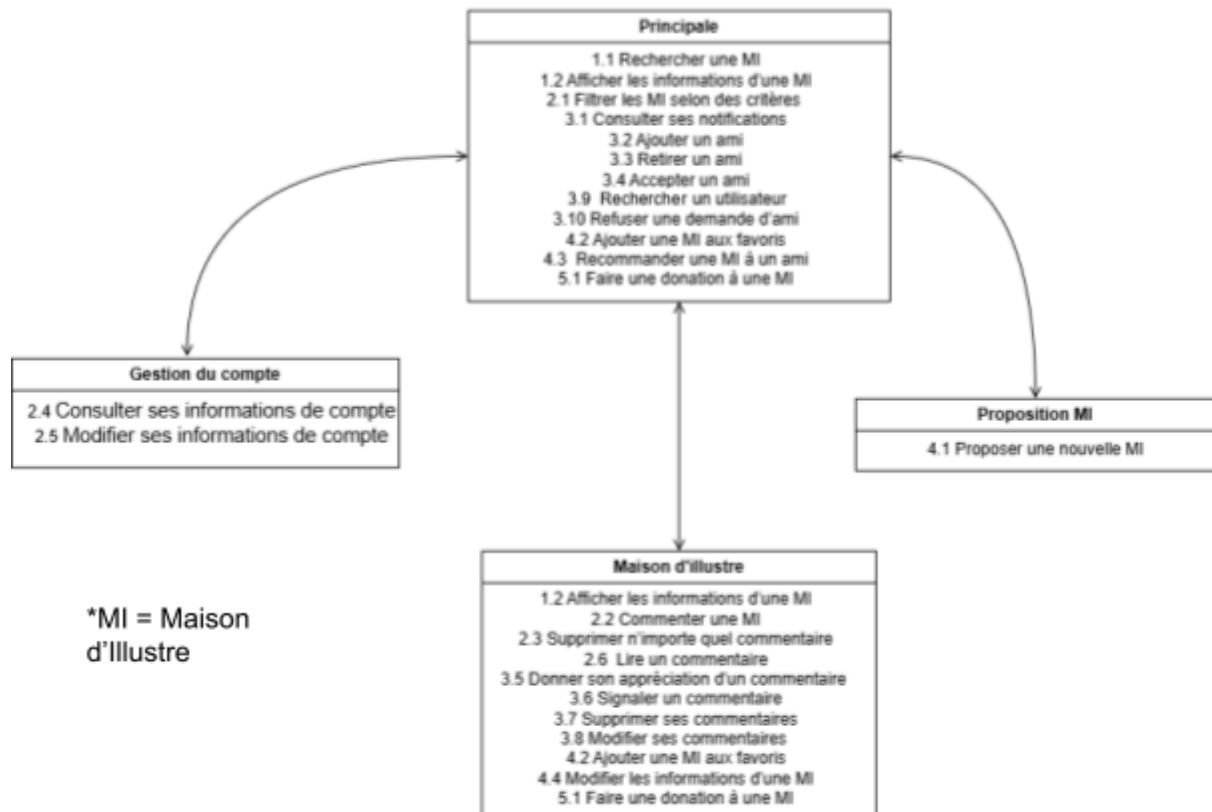 Principale
1.1 Rechercher une MI
1.2 Afficher les informations d'une MI
2.1 Filtrer les MI selon des critères
3.1 Consulter ses notifications
3.2 Ajouter un ami
3.3 Retirer un ami
3.4 Accepter un ami
3.9 Rechercher un utilisateur
3.10 Refuser une demande d'ami
4.2 Ajouter une MI aux favoris
4.3 Recommander une MI à un ami
5.1 Faire une donation à une MI
Gestion du compte
2.4 Consulter ses informations de compte
2.5 Modifier ses informations de compte
Proposition MI
4.1 Proposer une nouvelle MI
Maison d'illustre
1.2 Afficher les informations d'une MI
2.2 Commenter une MI
2.3 Supprimer n'importe quel commentaire
2.6 Lire un commentaire
3.5 Donner son appréciation d'un commentaire
3.6 Signaler un commentaire
3.7 Supprimer ses commentaires
3.8 Modifier ses commentaires
4.2 Ajouter une MI aux favoris
4.4 Modifier les informations d'une MI
5.1 Faire une donation à une MI
*MI = Maison
d'Illustre